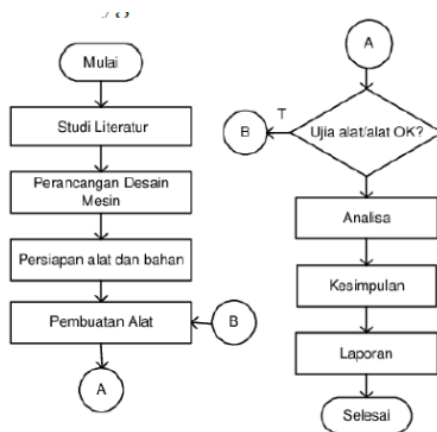 Mulai
Studi Literatur
Perancangan Desain
Mesin
Persiapan alat dan bahan
Pembuatan Alat
B
A
A
Ujia alat/alat OK?
T
B
Analisa
Kesimpulan
Laporan
Selesai